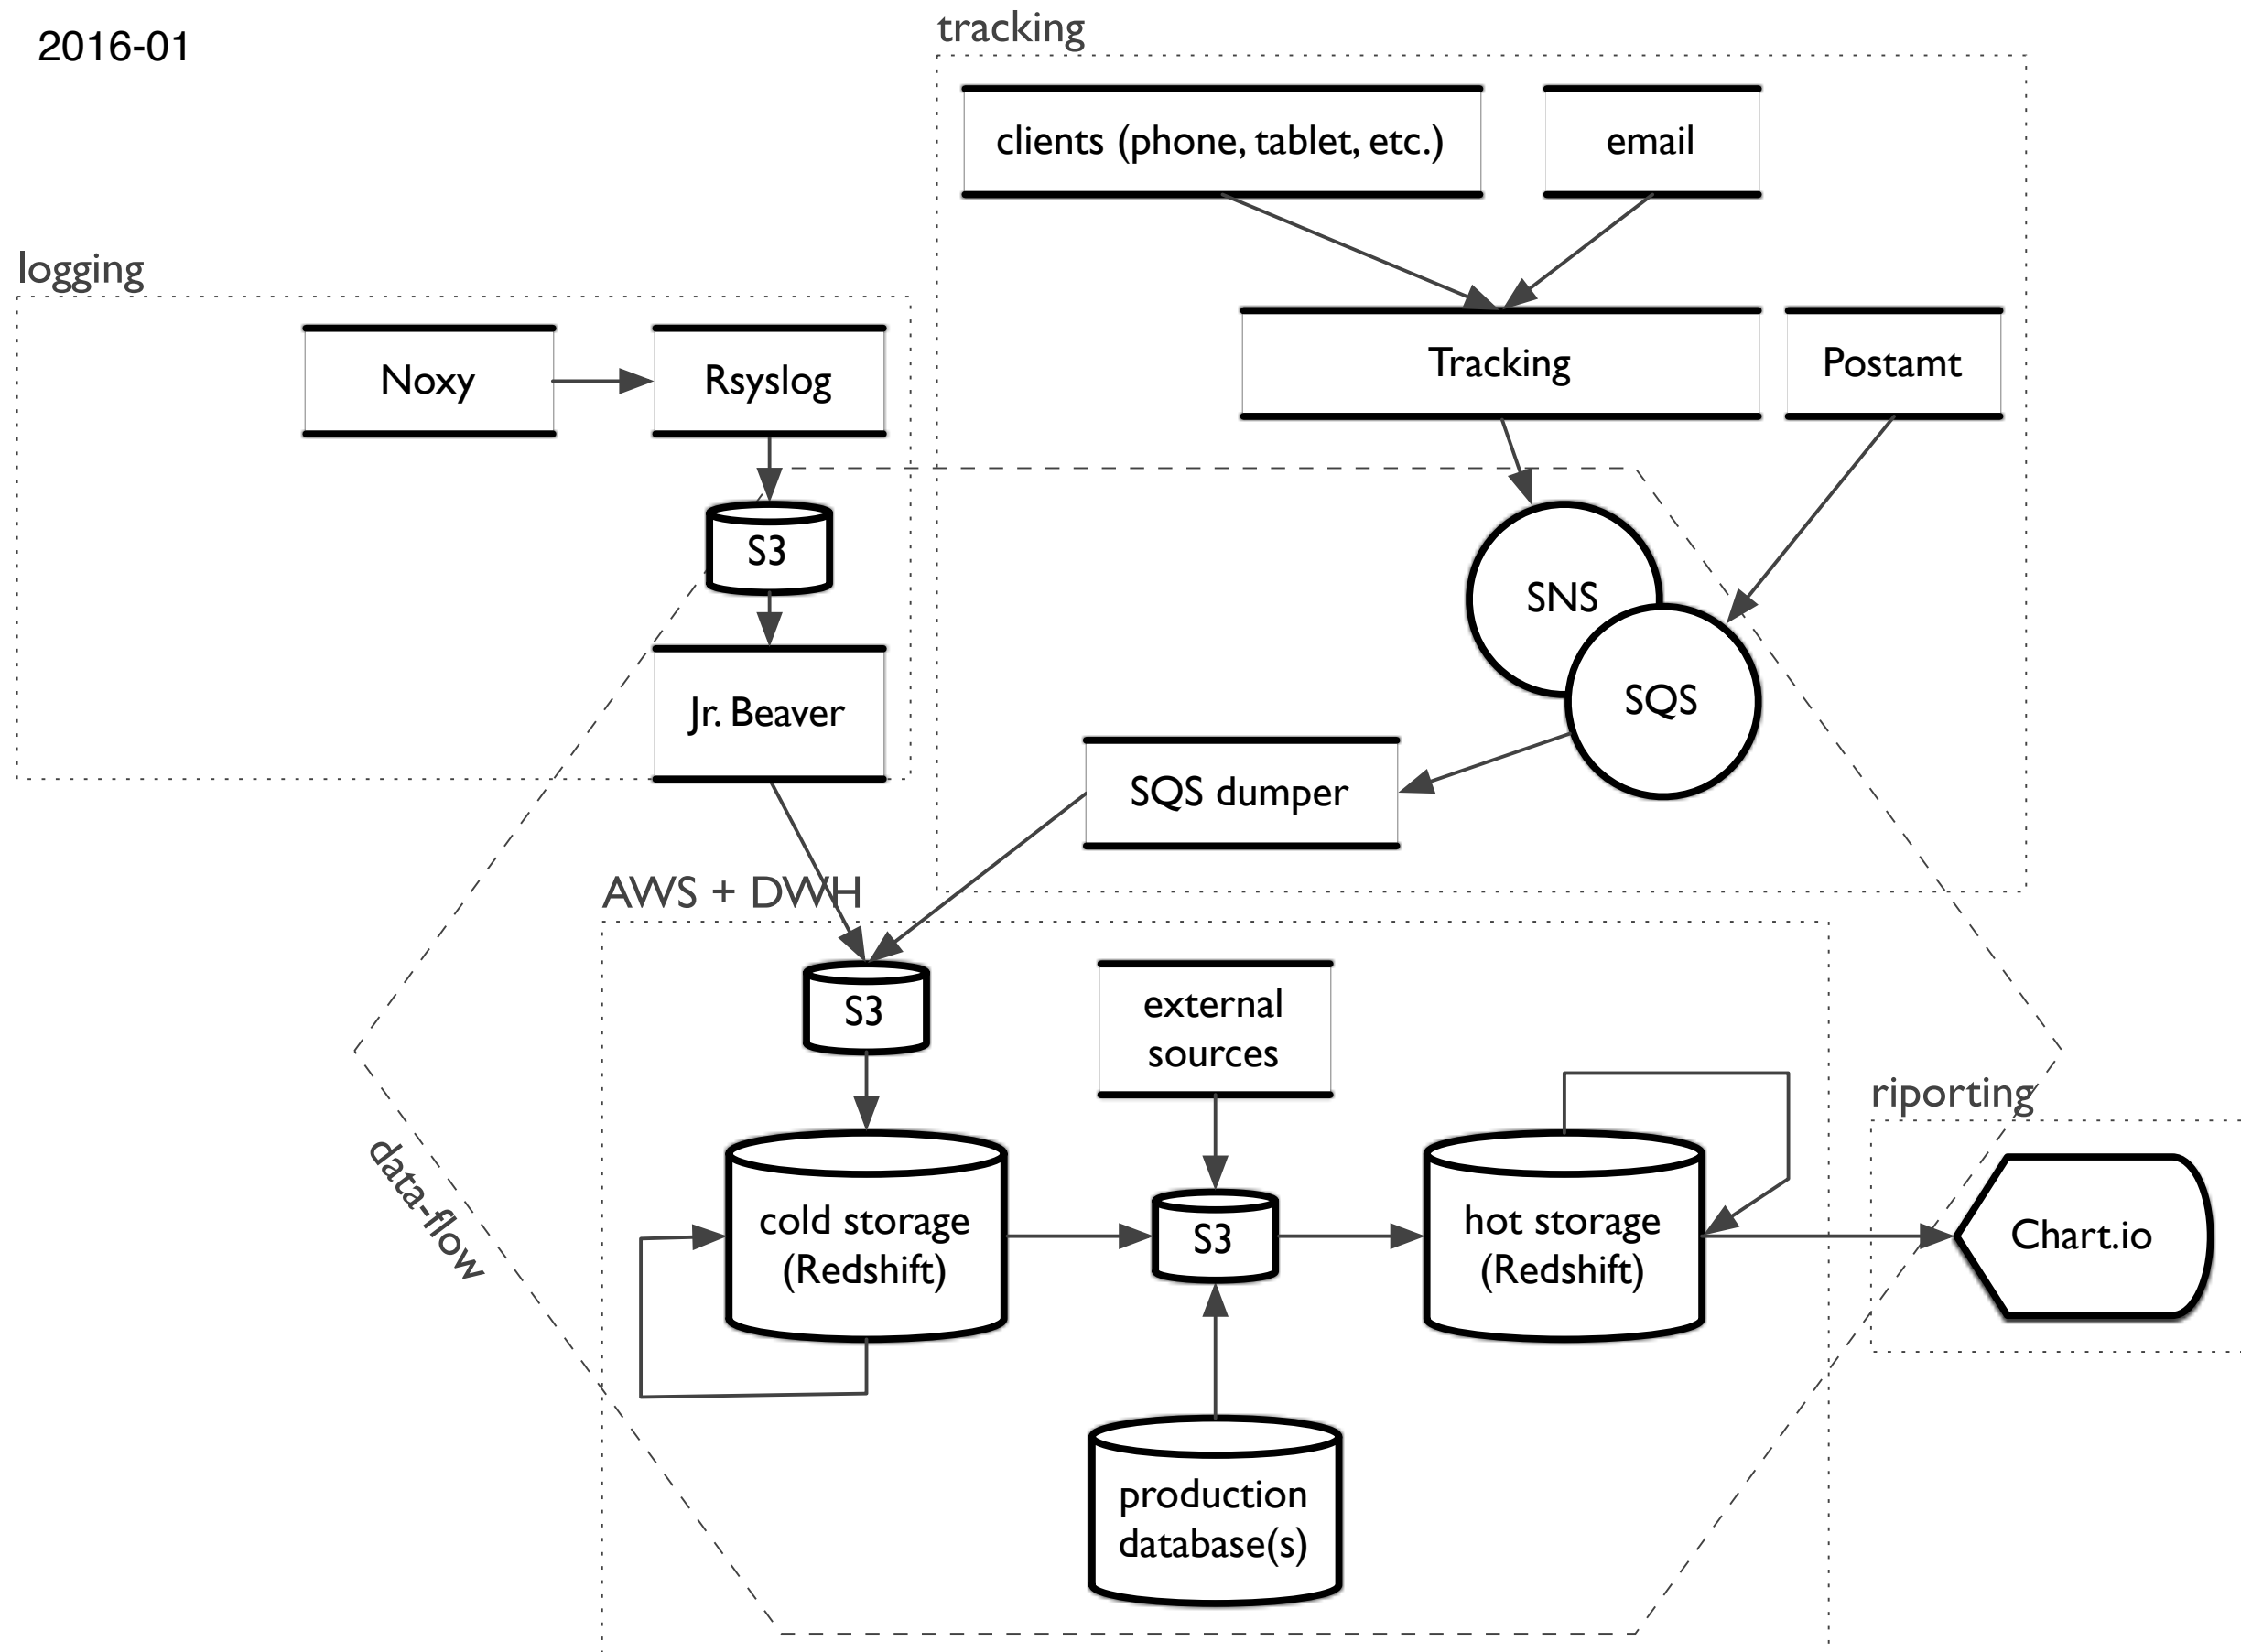 2016-01
tracking
clients (phone, tablet, etc.)
email
logging
Noxy
Rsyslog
Tracking
Postamt
S3
SNS
Jr. Beaver
SQS
SQS dumper
AWS + DWH
S3
external
sources
riporting
data-flow
cold storage
(Redshift)
S3
hot storage
(Redshift)
Chart.io
production
database(s)